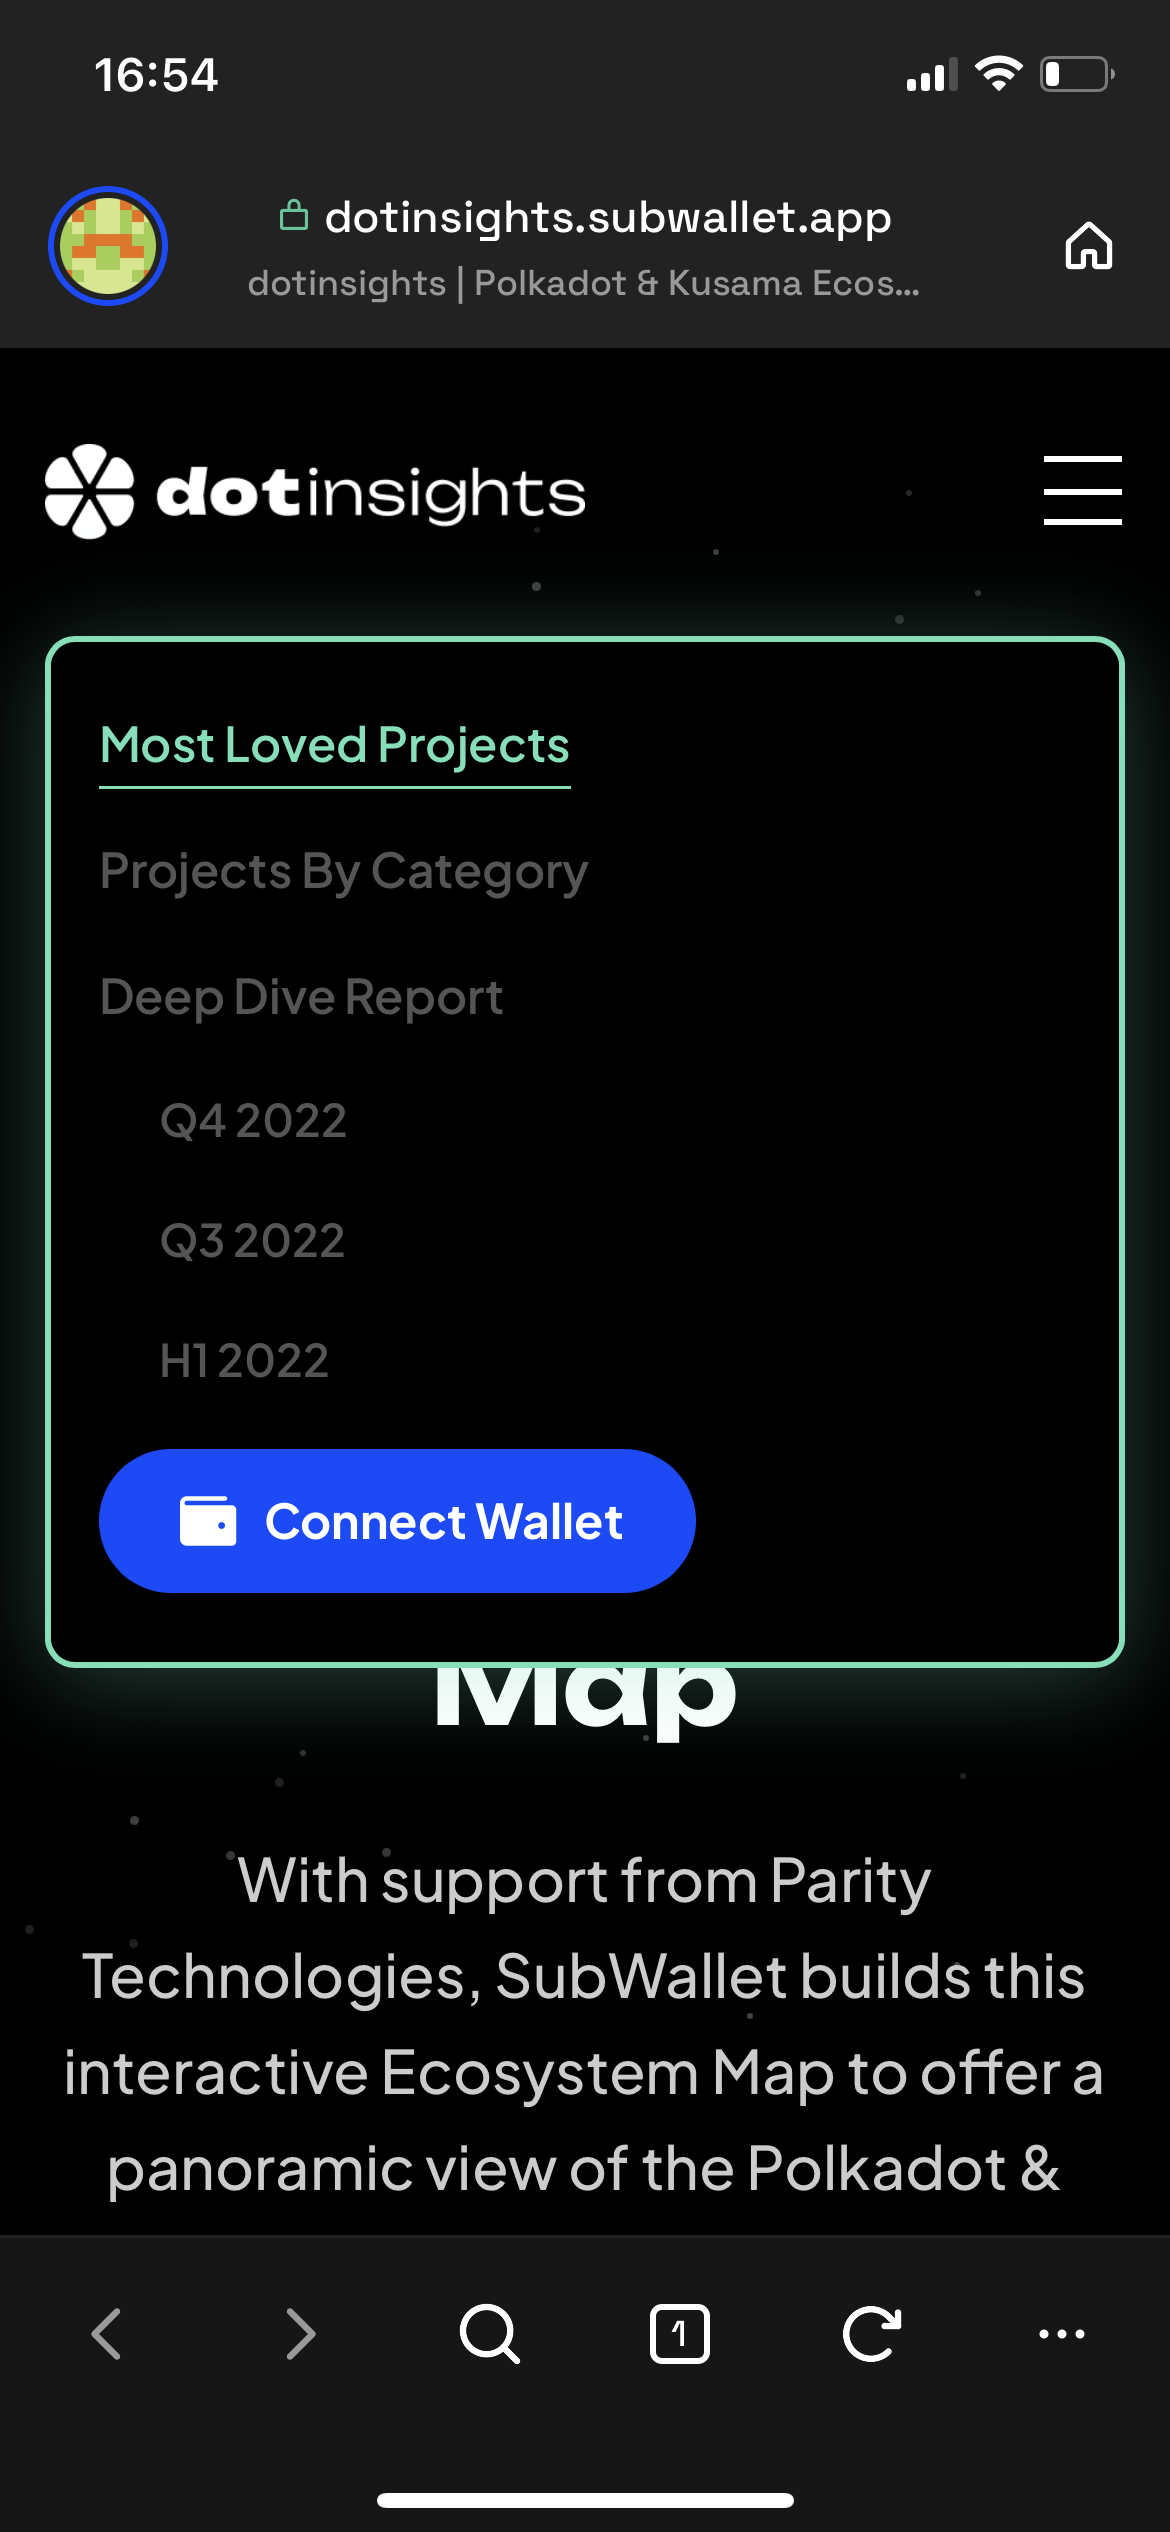 16:54
dotinsights.subwallet.app
dotinsights | Polkadot & Kusama Ecos...
dotinsights
Most Loved Projects
Projects By Category
Deep Dive Report
Q4 2022
Q3 2022
H1 2022
Connect Wallet
Map
With support from Parity
Technologies, SubWallet builds this
interactive Ecosystem Map to offer a
panoramic view of the Polkadot &
1